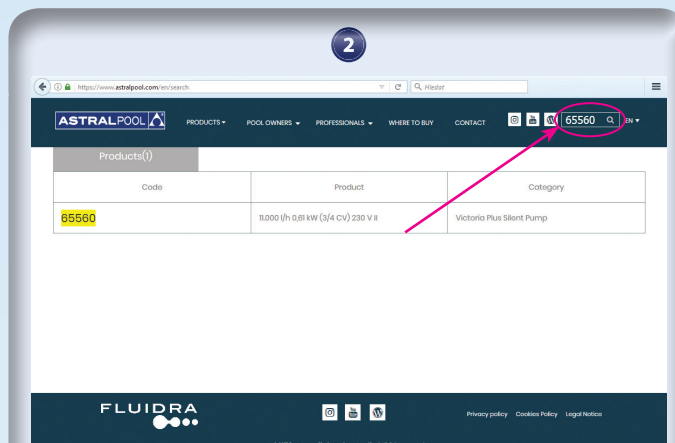 2
https://www.astralpool.com/en/search
Hledat
ASTRALPOOL PRODUCTS POOL OWNERS PROFESSIONALS WHERE TO BUY CONTACT 65560 EN
Products(1)
Code Product Category
65560 11.000 l/h 0,61 kW (3/4 CV) 230 V II Victoria Plus Silent Pump
FLUIDRA Privacy policy Cookies Policy Legal Notice